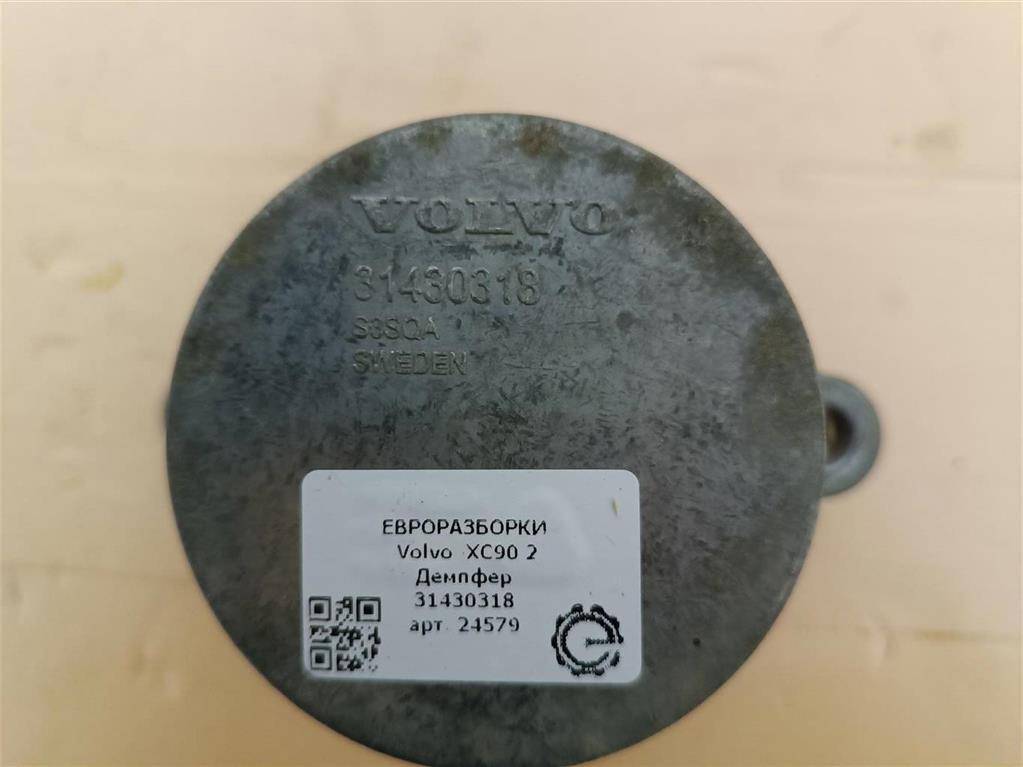 VOLVO
31430318
S3SQA
SWEDEN
ЕВРОРАЗБОРКИ
Volvo XC90 2
Демпфер
31430318
арт. 24579